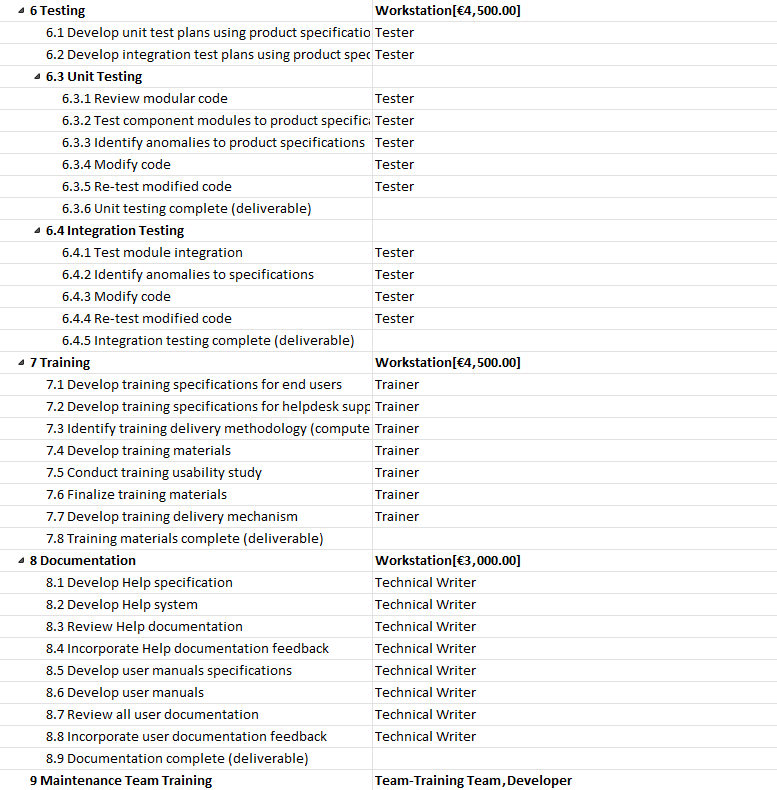 6 Testing Workstation[€4,500.00]
6.1 Develop unit test plans using product Tester
6.2 Develop integration test plans using product Tester
6.3 Unit Testing
6.3.1 Review modular code Tester
6.3.2 Test component modules to product Tester
6.3.3 Identify anomalies to product specifications Tester
6.3.4 Modify code Tester
6.3.5 Re-test modified code Tester
6.3.6 Unit testing complete (deliverable)
6.4 Integration Testing
6.4.1 Test module integration Tester
6.4.2 Identify anomalies to specifications Tester
6.4.3 Modify code Tester
6.4.4 Re-test modified code Tester
6.4.5 Integration testing complete (deliverable)
7 Training Workstation[€4,500.00]
7.1 Develop training specifications for end users Trainer
7.2 Develop training specifications for helpdesk supp Trainer
7.3 Identify training delivery methodology (compute Trainer
7.4 Develop training materials Trainer
7.5 Conduct training usability study Trainer
7.6 Finalize training materials Trainer
7.7 Develop training delivery mechanism Trainer
7.8 Training materials complete (deliverable)
8 Documentation Workstation[€3,000.00]
8.1 Develop Help specification Technical Writer
8.2 Develop Help system Technical Writer
8.3 Review Help documentation Technical Writer
8.4 Incorporate Help documentation feedback Technical Writer
8.5 Develop user manuals specifications Technical Writer
8.6 Develop user manuals Technical Writer
8.7 Review all user documentation Technical Writer
8.8 Incorporate user documentation feedback Technical Writer
8.9 Documentation complete (deliverable)
9 Maintenance Team Training Team-Training Team,Developer